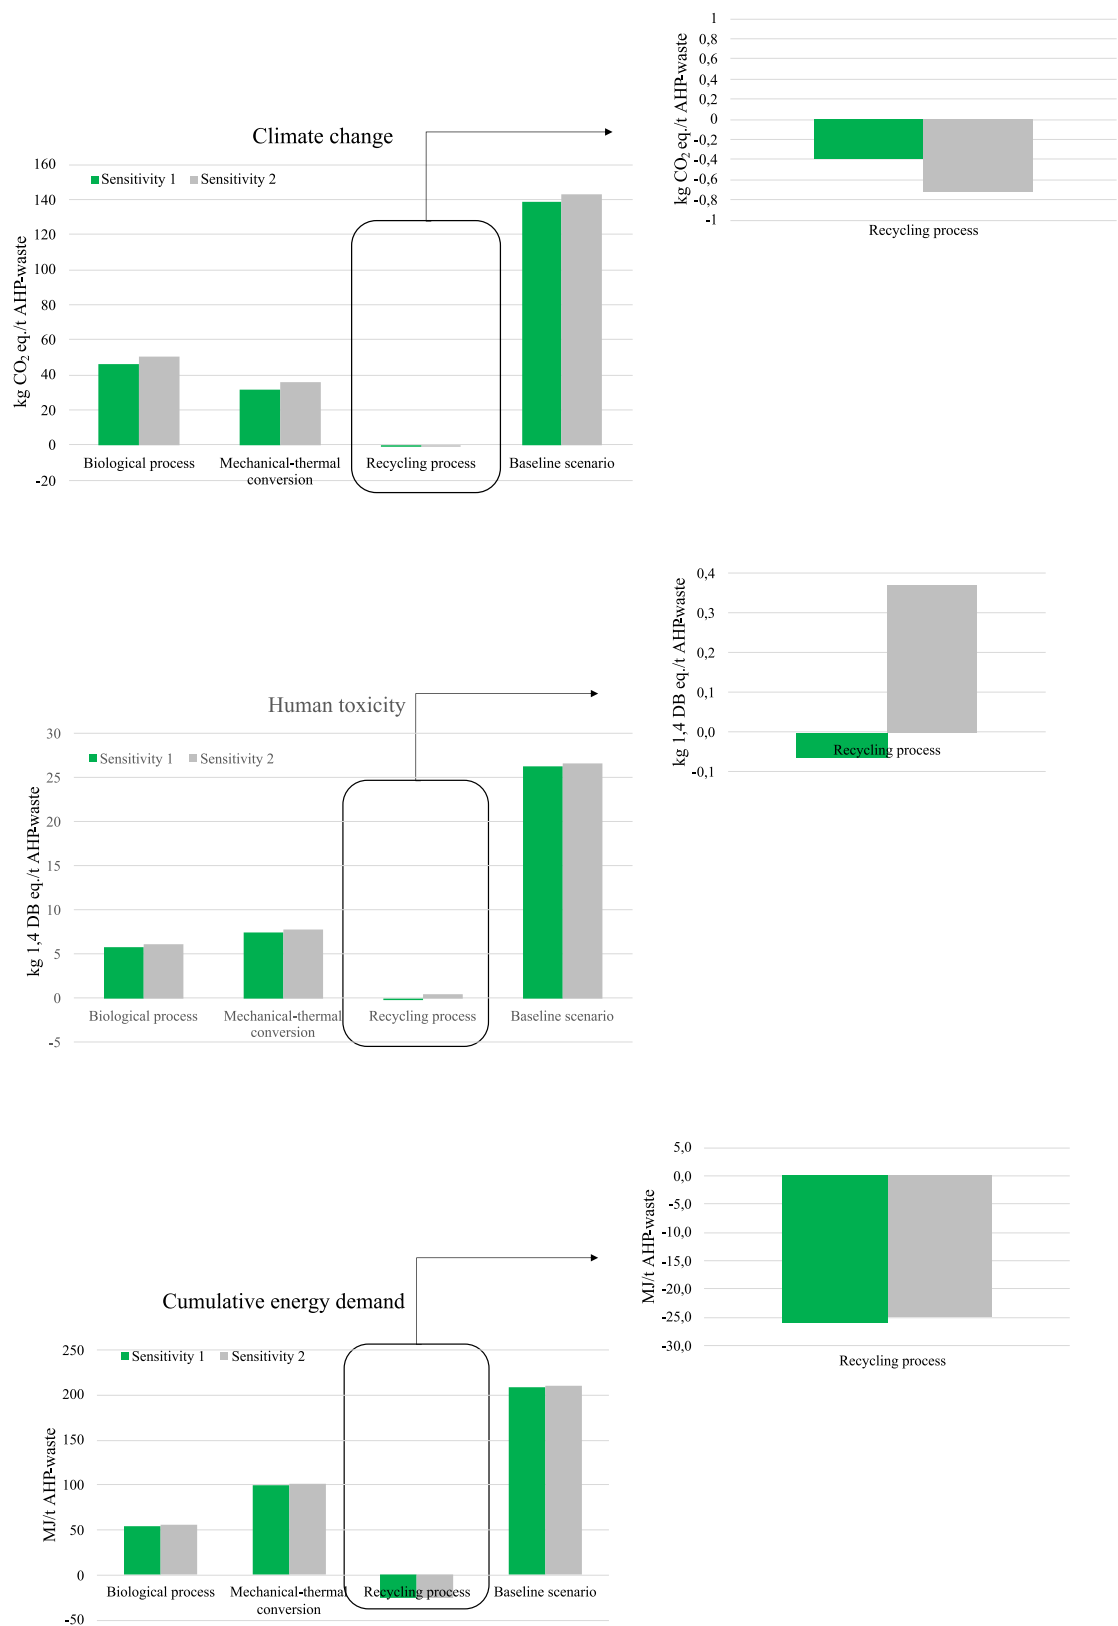 1
0,8
0,6
0,4
0,2
0
-0,2
-0,4
-0,6
-0,8
-1
kg CO2 eq./t AHP-waste
Recycling process
Climate change
160
140
120
100
80
60
40
20
0
-20
kg CO2 eq./t AHP-waste
Sensitivity 1 Sensitivity 2
Biological process
Mechanical-thermal
conversion
Recycling process
Baseline scenario
0,4
0,3
0,2
0,1
0,0
-0,1
kg 1,4 DB eq./t AHP-waste
Recycling process
Human toxicity
30
25
20
15
10
5
0
-5
kg 1,4 DB eq./t AHP-waste
Sensitivity 1 Sensitivity 2
Biological process
Mechanical-thermal
conversion
Recycling process
Baseline scenario
5,0
0,0
-5,0
-10,0
-15,0
-20,0
-25,0
-30,0
MJ/t AHP-waste
Recycling process
Cumulative energy demand
250
200
150
100
50
0
-50
MJ/t AHP-waste
Sensitivity 1 Sensitivity 2
Biological process
Mechanical-thermal
conversion
Recycling process
Baseline scenario